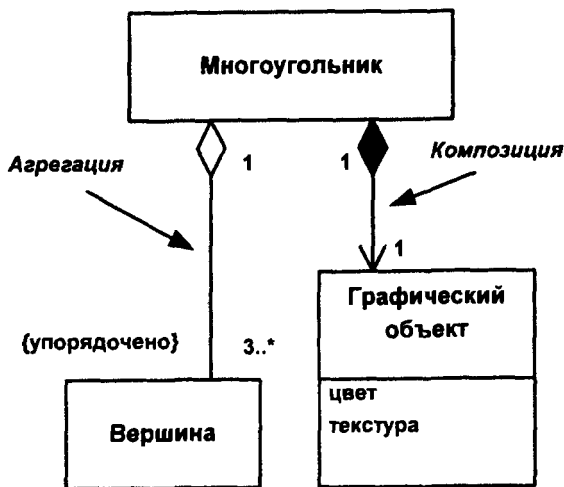 Многоугольник
Агрегация
1
1
Композиция
1
{упорядочено}
3..*
Графический
объект
цвет
текстура
Вершина